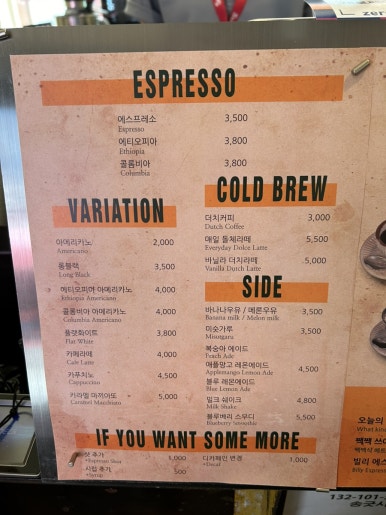 ESPRESSO
에스프레소 3,500
Espresso
에티오피아 3,800
Ethiopia
콜롬비아 3,800
Columbia
VARIATION
아메리카노 2,000
Americano
롱블랙 3,500
Long Black
에티오피아 아메리카노 4,000
Ethiopia Americano
콜롬비아 아메리카노 4,000
Columbia Americano
플랫화이트 3,800
Flat White
카페라떼 4,000
Cafe Latte
카푸치노 4,500
Cappuccino
카라멜 마끼아또 5,000
Caramel Macchiato
COLD BREW
더치커피 3,000
Dutch Coffee
매일 돌체라떼 5,500
Everyday Dolce Latte
바닐라 더치라떼 5,000
Vanilla Dutch Latte
SIDE
바나나우유 / 메론우유 3,500
Banana milk / Melon milk
미숫가루 3,500
Misugaru
복숭아 에이드
Peach Ade
애플망고 레몬에이드 4,500
Applemango Lemon Ade
블루 레몬에이드
Blue Lemon Ade
밀크 쉐이크 4,800
Milk Shake
블루베리 스무디 5,500
Blueberry Smoothie
IF YOU WANT SOME MORE
샷 추가 1,000
+Espresso Shot
시럽 추가 500
+Syrup
디카페인 변경 1,000
+Decaf
오늘의
What kin
빌리 에스
Billy Espres
132-101-